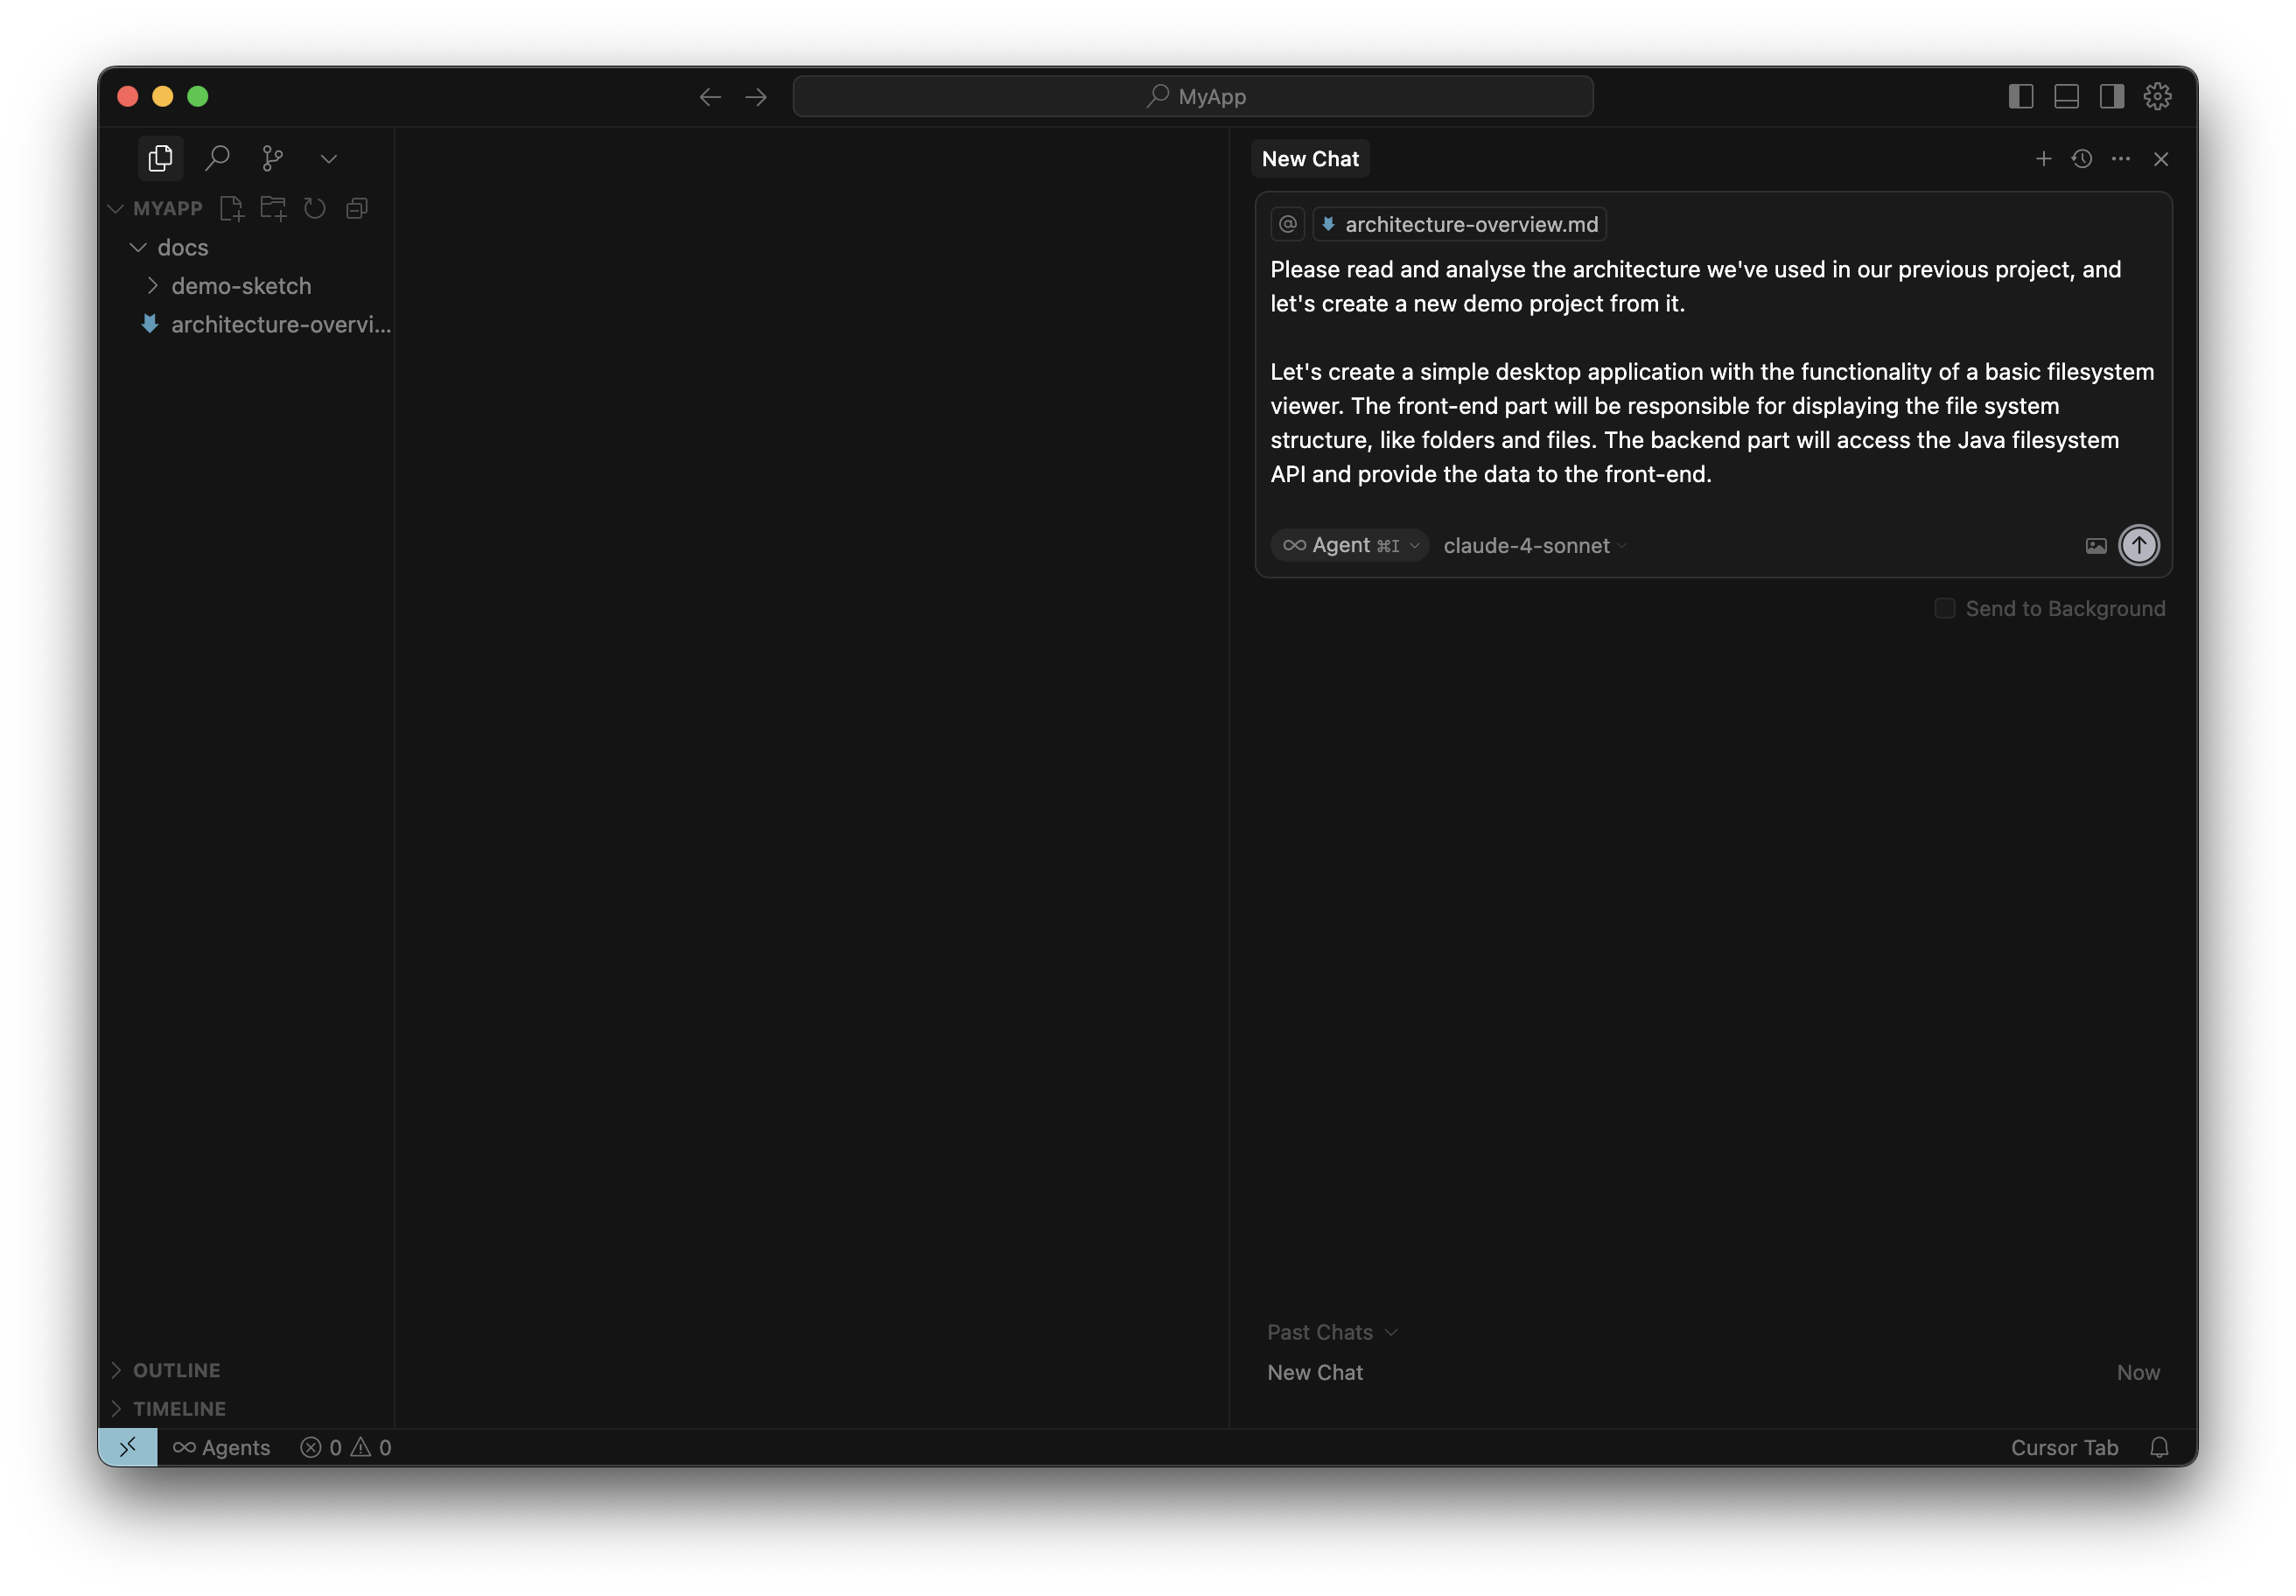 MyApp
MYAPP
docs
demo-sketch
architecture-overvi...
OUTLINE
TIMELINE
New Chat
@ architecture-overview.md
Please read and analyse the architecture we've used in our previous project, and
let's create a new demo project from it.
Let's create a simple desktop application with the functionality of a basic filesystem
viewer. The front-end part will be responsible for displaying the file system
structure, like folders and files. The backend part will access the Java filesystem
API and provide the data to the front-end.
Agent ⌘I claude-4-sonnet
Send to Background
Past Chats
New Chat Now
Agents 0 0 Cursor Tab